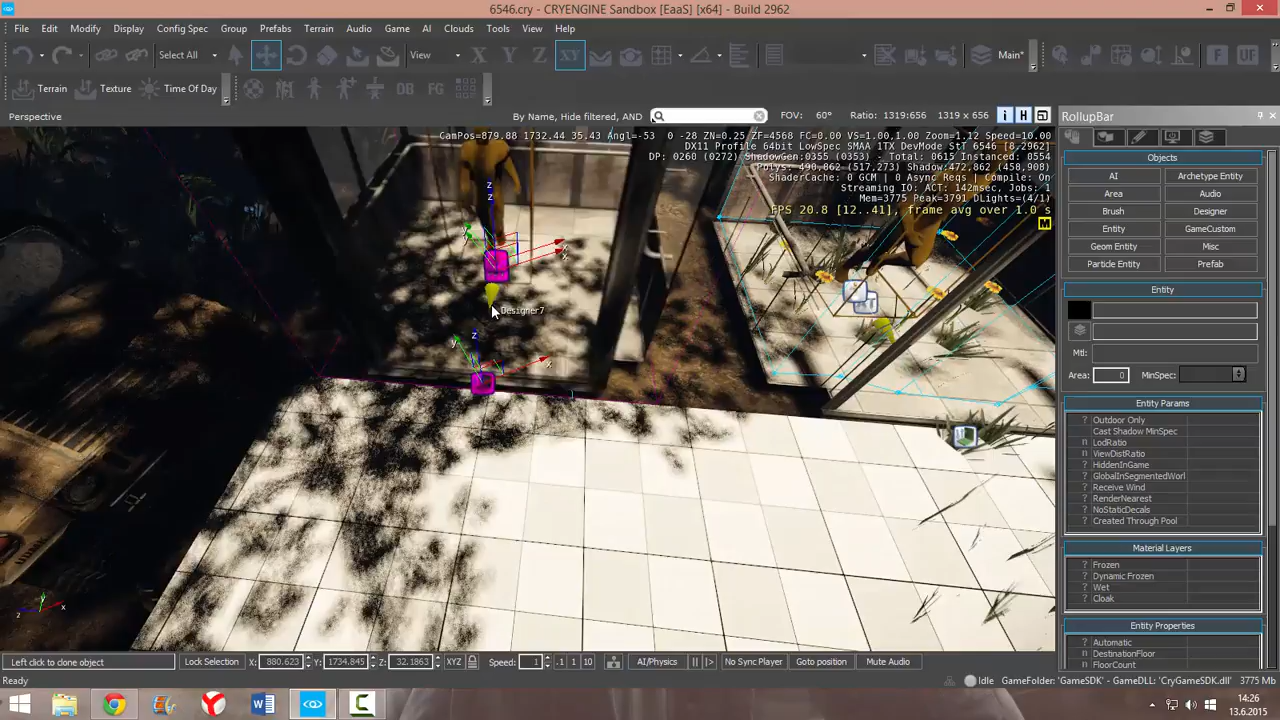 6546.cry - CRYENGINE Sandbox [EaaS] [x64] - Build 2962
File Edit Modify Display Config Spec Group Prefabs Terrain Audio Game AI Clouds Tools View Help
Select All View X Y Z XY Main* F UF
Terrain Texture Time Of Day DB FG
Perspective By Name, Hide filtered, AND FOV: 60° Ratio: 1319:656 1319 x 656 i H
RollupBar
CamPos=879.88 1732.44 35.43 Angl=-53 0 -28 ZN=0.25 ZF=4568 FC=0.00 VS=1.00,1.00 Zoom=1.12 Speed=10.00
DX11 Profile 64bit LowSpec SMAA 1TX DevMode StT 6546 [8.2962]
DP: 0260 (0272) ShadowGen:0355 (0353) - Total: 0615 Instanced: 0554
Polys: 490,862 (517,273) Shadow:472,862 (458,908)
ShaderCache: 0 GCM | 0 Async Reqs | Compile: On
Streaming IO: ACT: 142msec, Jobs: 1
Mem=3775 Peak=3791 DLights=(4/1)
FPS 20.8 [12..41], frame avg over 1.0 s
M
z
z
y
x
x
Designer7
z
y
x
Objects
AI Archetype Entity
Area Audio
Brush Designer
Entity GameCustom
Geom Entity Misc
Particle Entity Prefab
Entity
Mtl:
Area: 0 MinSpec:
Entity Params
? Outdoor Only
Cast Shadow MinSpec
n LodRatio
n ViewDistRatio
? HiddenInGame
? GlobalInSegmentedWorl
? Receive Wind
? RenderNearest
? NoStaticDecals
? Created Through Pool
Material Layers
? Frozen
? Dynamic Frozen
? Wet
? Cloak
Entity Properties
? Automatic
n DestinationFloor
n FloorCount
y
z
x
Left click to clone object Lock Selection X: 880.623 Y: 1734.845 Z: 32.1863 XYZ Speed: 1 .1 1 10 AI/Physics No Sync Player Goto position Mute Audio
Ready Idle GameFolder: 'GameSDK' - GameDLL: 'CryGameSDK.dll' 3775 Mb
14:26
13.6.2015